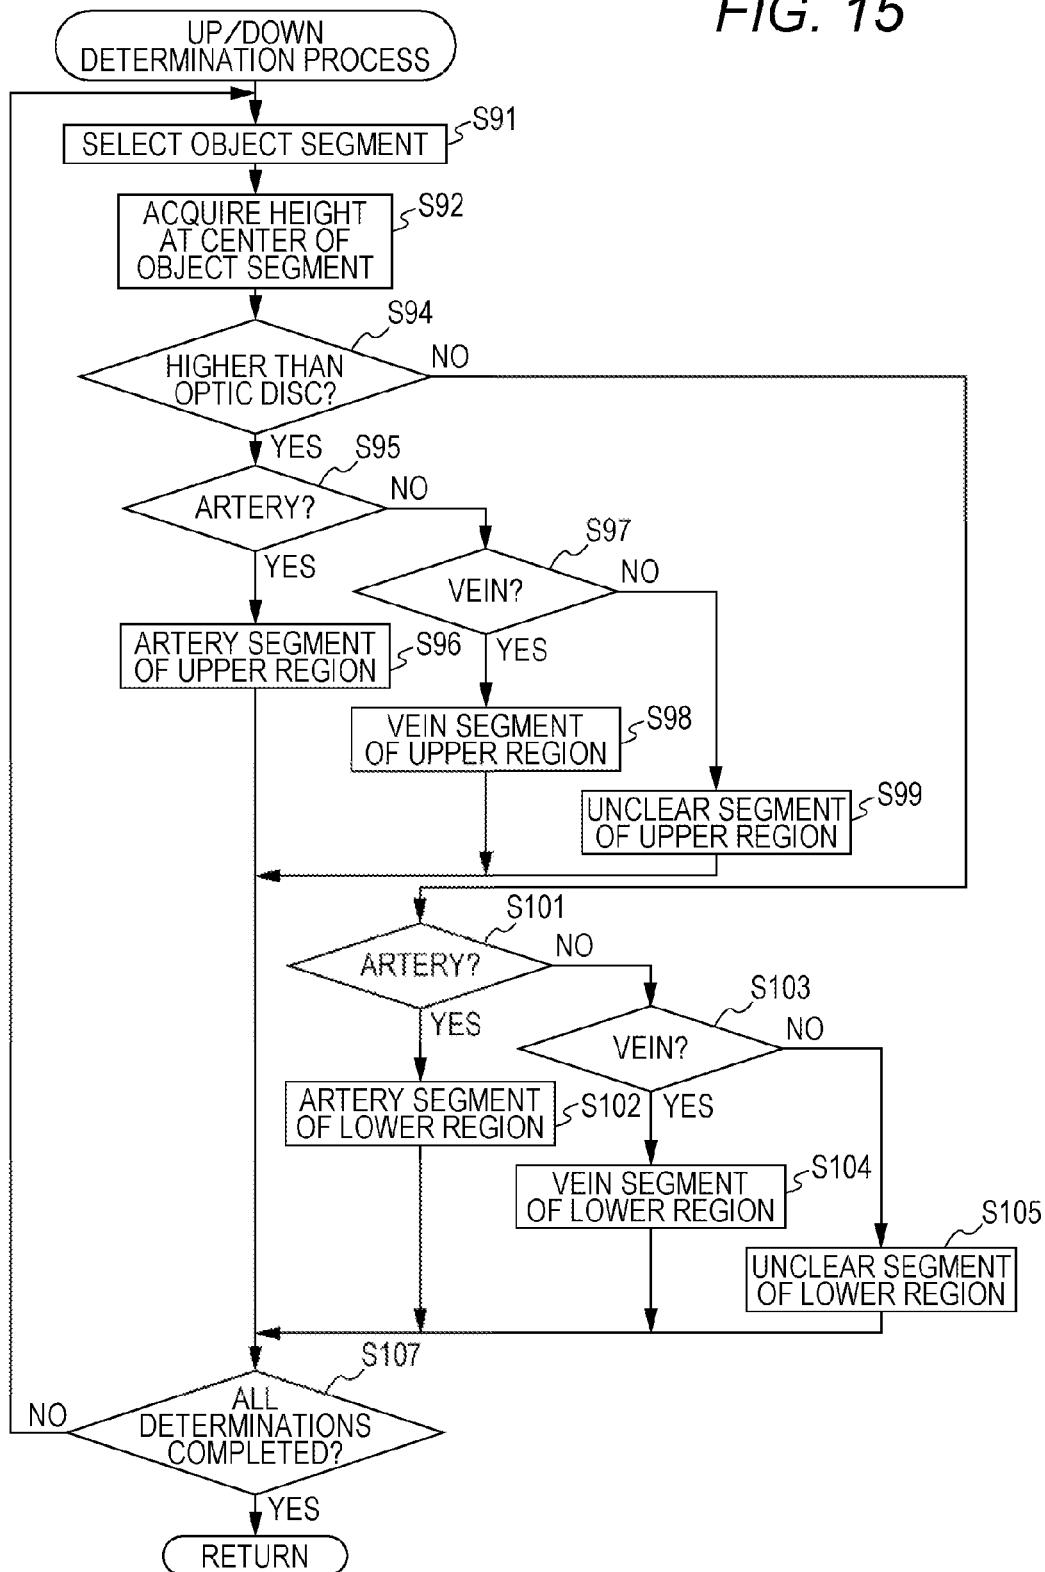 FIG. 15
UP/DOWN
DETERMINATION PROCESS
S91
SELECT OBJECT SEGMENT
S92
ACQUIRE HEIGHT
AT CENTER OF
OBJECT SEGMENT
S94
HIGHER THAN
OPTIC DISC?
NO
YES
S95
ARTERY?
NO
YES
S97
VEIN?
NO
YES
ARTERY SEGMENT
OF UPPER REGION
S96
VEIN SEGMENT
OF UPPER REGION
S98
UNCLEAR SEGMENT
OF UPPER REGION
S99
S101
ARTERY?
NO
YES
S103
VEIN?
NO
YES
ARTERY SEGMENT
OF LOWER REGION
S102
VEIN SEGMENT
OF LOWER REGION
S104
S105
UNCLEAR SEGMENT
OF LOWER REGION
S107
ALL
DETERMINATIONS
COMPLETED?
NO
YES
RETURN